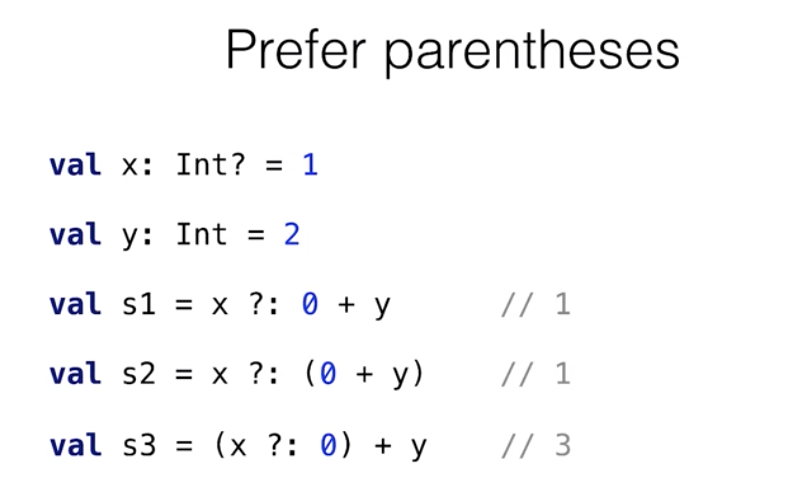 Prefer parentheses
val x: Int? = 1
val y: Int = 2
val s1 = x ?: 0 + y // 1
val s2 = x ?: (0 + y) // 1
val s3 = (x ?: 0) + y // 3